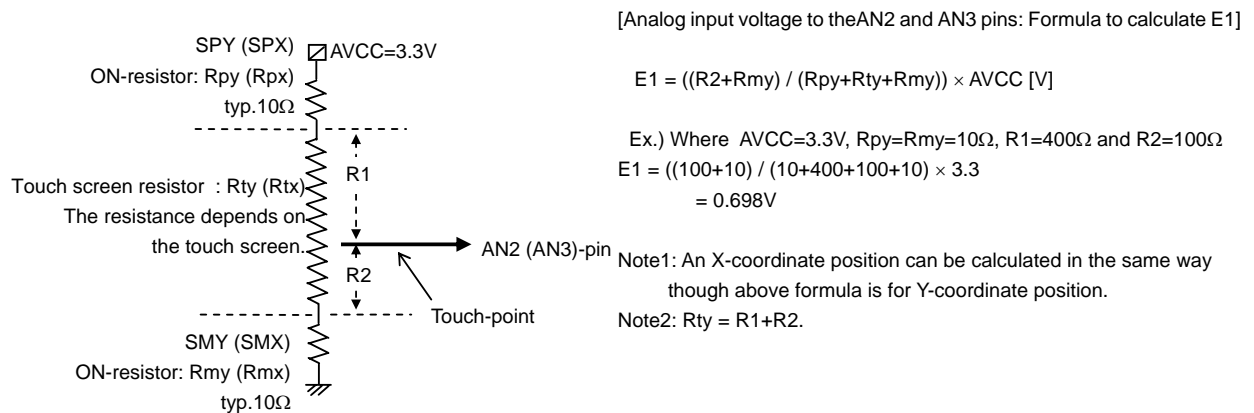 SPY (SPX)
AVCC=3.3V
ON-resistor: Rpy (Rpx)
typ.10Ω
R1
Touch screen resistor : Rty (Rtx)
The resistance depends on
the touch screen.
AN2 (AN3)-pin
R2
Touch-point
SMY (SMX)
ON-resistor: Rmy (Rmx)
typ.10Ω
[Analog input voltage to theAN2 and AN3 pins: Formula to calculate E1]
E1 = ((R2+Rmy) / (Rpy+Rty+Rmy)) × AVCC [V]
Ex.) Where AVCC=3.3V, Rpy=Rmy=10Ω, R1=400Ω and R2=100Ω
E1 = ((100+10) / (10+400+100+10) × 3.3
= 0.698V
Note1: An X-coordinate position can be calculated in the same way
though above formula is for Y-coordinate position.
Note2: Rty = R1+R2.